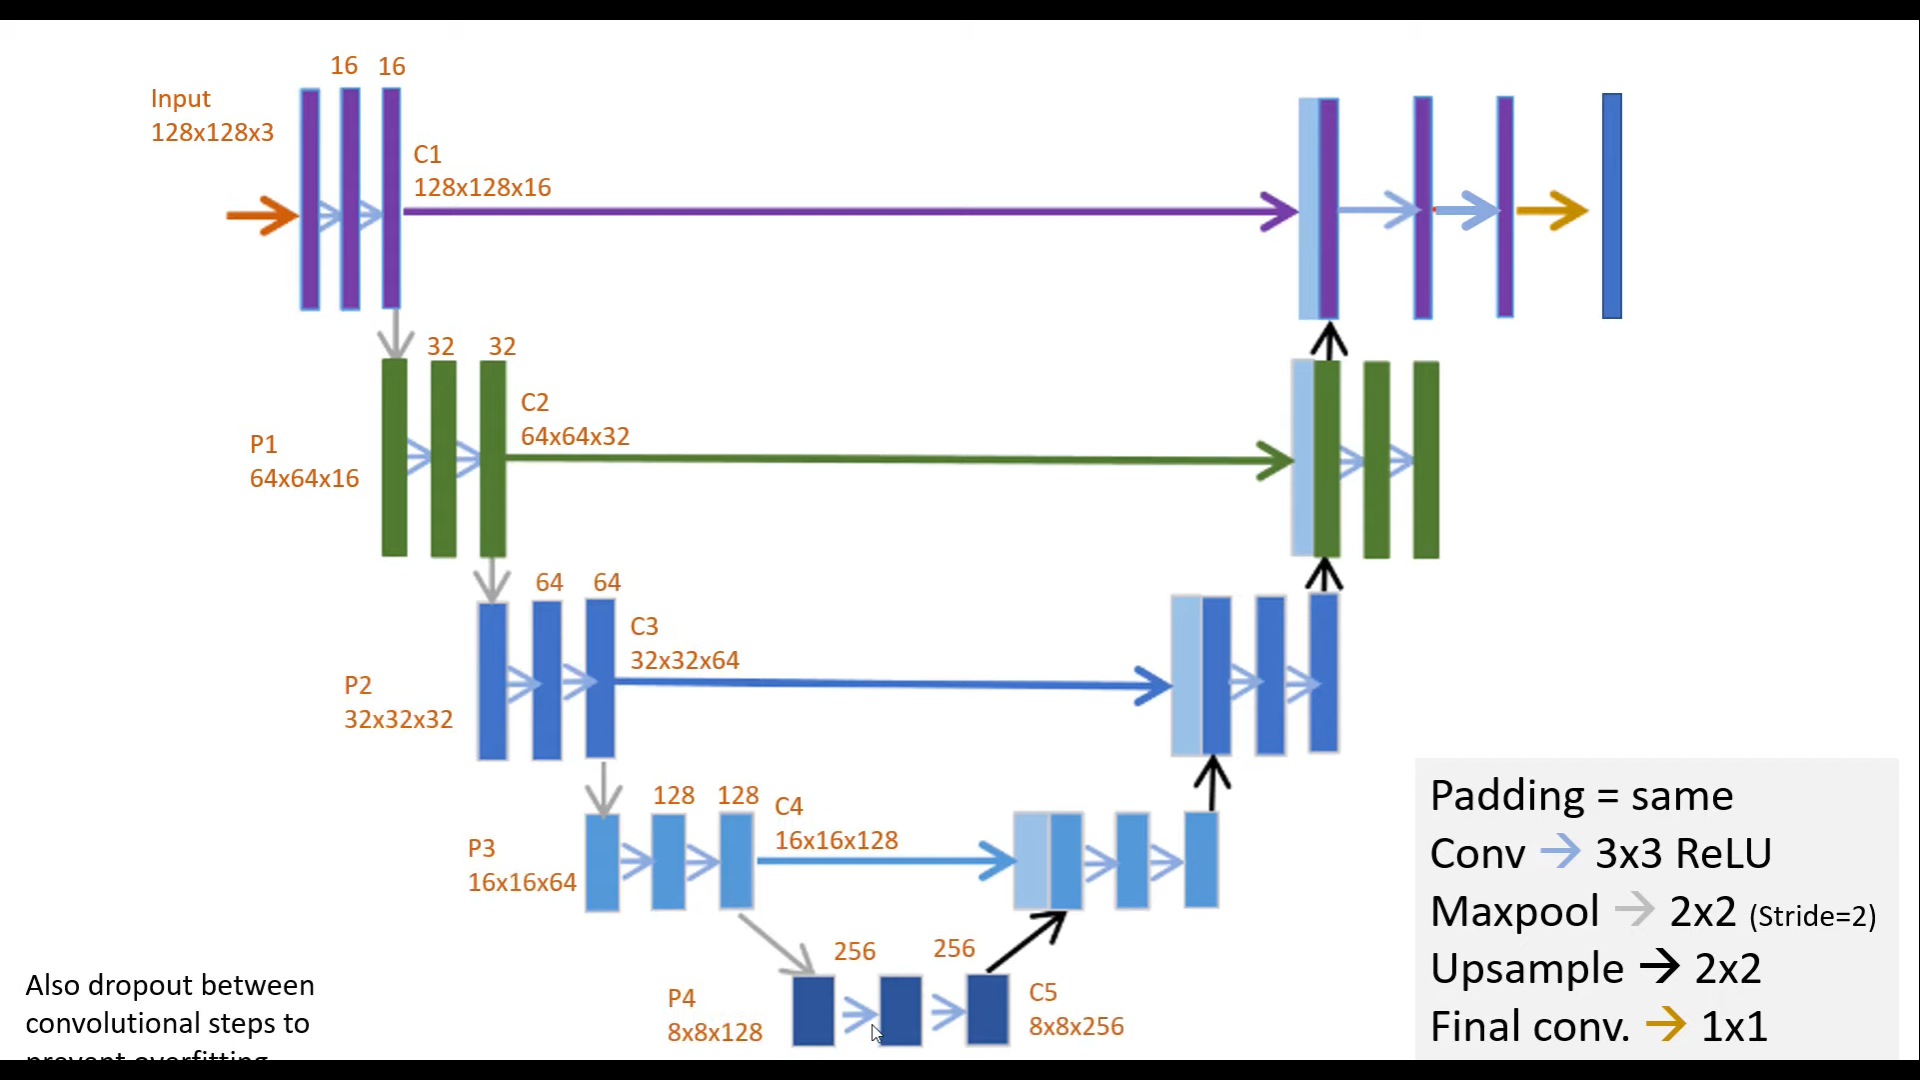 16 16
Input
128x128x3
C1
128x128x16
32 32
C2
64x64x32
P1
64x64x16
64 64
C3
32x32x64
P2
32x32x32
128 128
C4
16x16x128
P3
16x16x64
256 256
P4
8x8x128
C5
8x8x256
Padding = same
Conv → 3x3 ReLU
Maxpool → 2x2 (Stride=2)
Upsample → 2x2
Final conv. → 1x1
Also dropout between
convolutional steps to
prevent overfitting